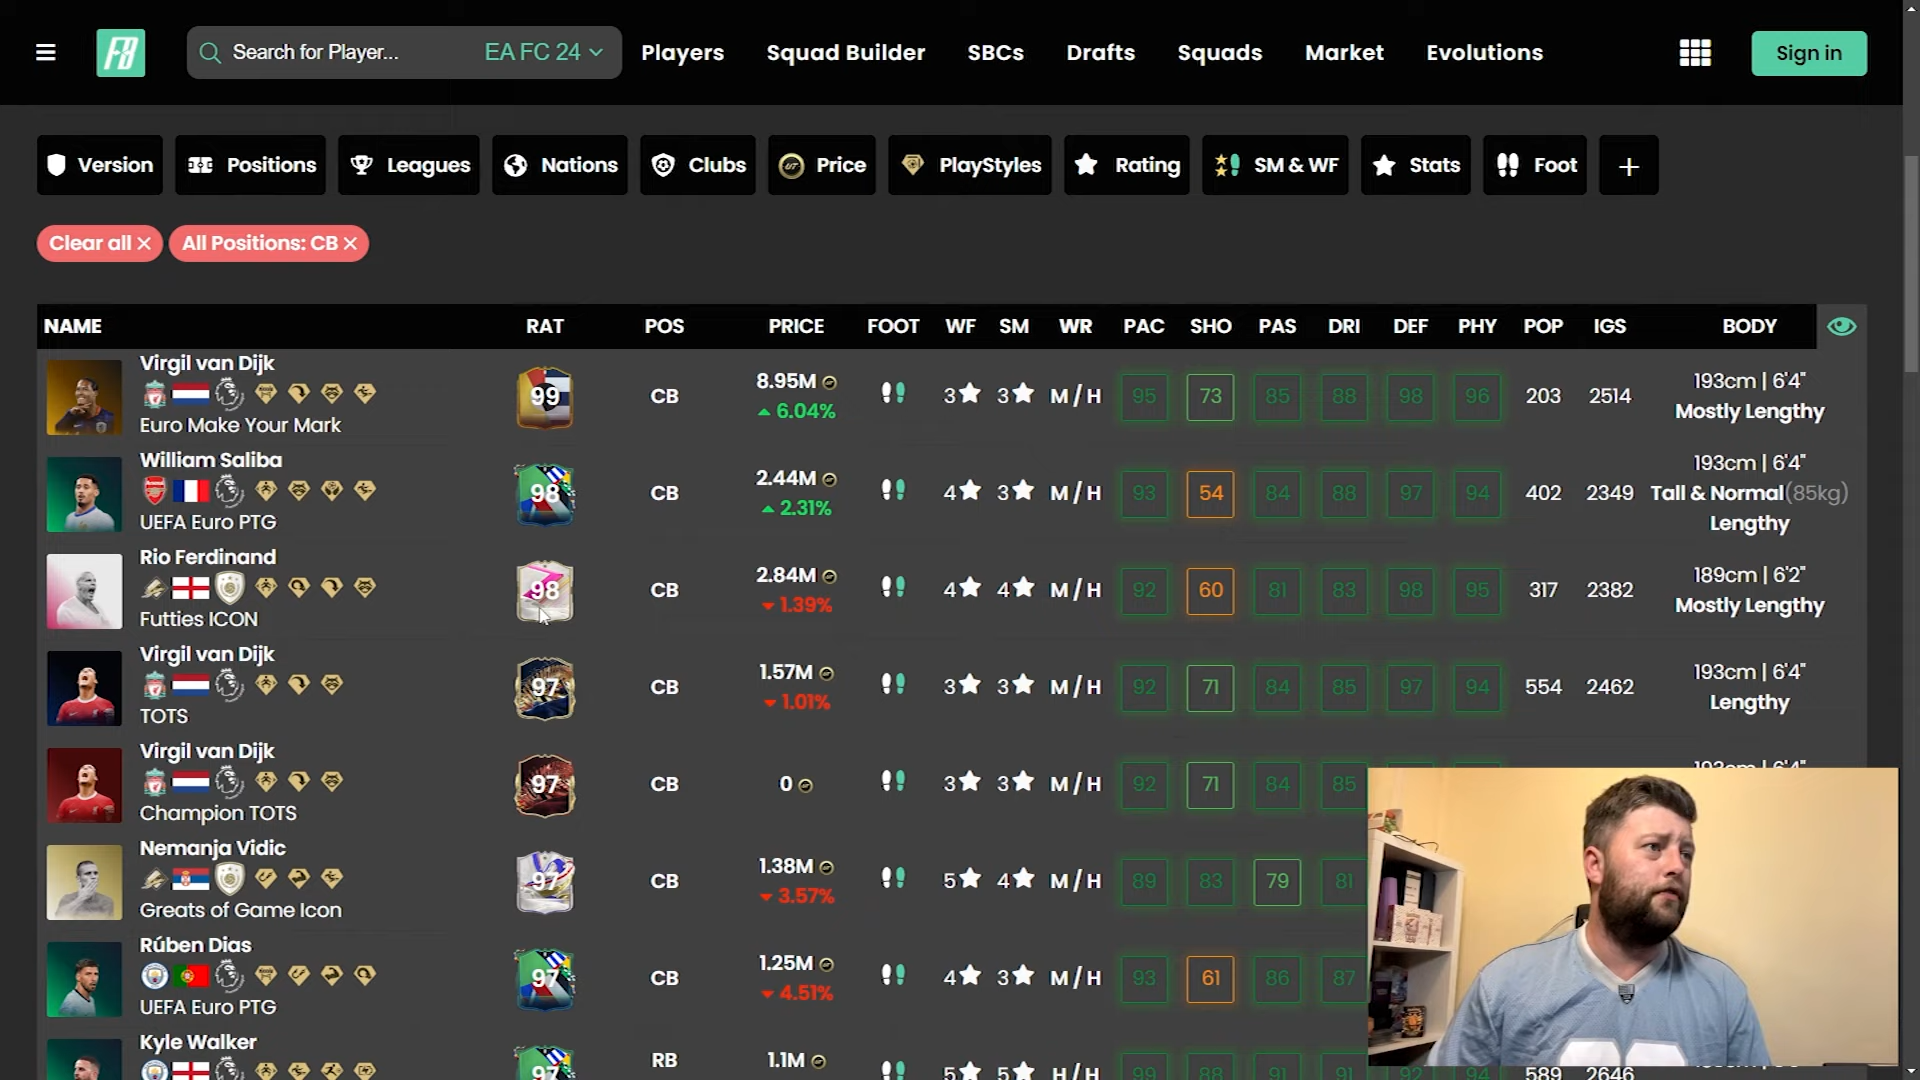 F8 Search for Player... EA FC 24 Players Squad Builder SBCs Drafts Squads Market Evolutions Sign in
Version Positions Leagues Nations Clubs Price PlayStyles Rating SM & WF Stats Foot +
Clear all × All Positions: CB ×
NAME RAT POS PRICE FOOT WF SM WR PAC SHO PAS DRI DEF PHY POP IGS BODY
Virgil van Dijk
Euro Make Your Mark
99 CB 8.95M 6.04% 3 3 M / H 95 73 85 88 98 96 203 2514 193cm | 6'4"
Mostly Lengthy
William Saliba
UEFA Euro PTG
98 CB 2.44M 2.31% 4 3 M / H 93 54 84 88 97 94 402 2349 193cm | 6'4"
Tall & Normal(85kg)
Lengthy
Rio Ferdinand
Futties ICON
98 CB 2.84M 1.39% 4 4 M / H 92 60 81 83 98 95 317 2382 189cm | 6'2"
Mostly Lengthy
Virgil van Dijk
TOTS
97 CB 1.57M 1.01% 3 3 M / H 92 71 84 85 97 94 554 2462 193cm | 6'4"
Lengthy
Virgil van Dijk
Champion TOTS
97 CB 0 3 3 M / H 92 71 84 85
Nemanja Vidic
Greats of Game Icon
97 CB 1.38M 3.57% 5 4 M / H 89 83 79 81
Rúben Dias
UEFA Euro PTG
97 CB 1.25M 4.51% 4 3 M / H 93 61 86 87
Kyle Walker
97 RB 1.1M 5 5 H / H 99 88 91 91 92 94 589 2646